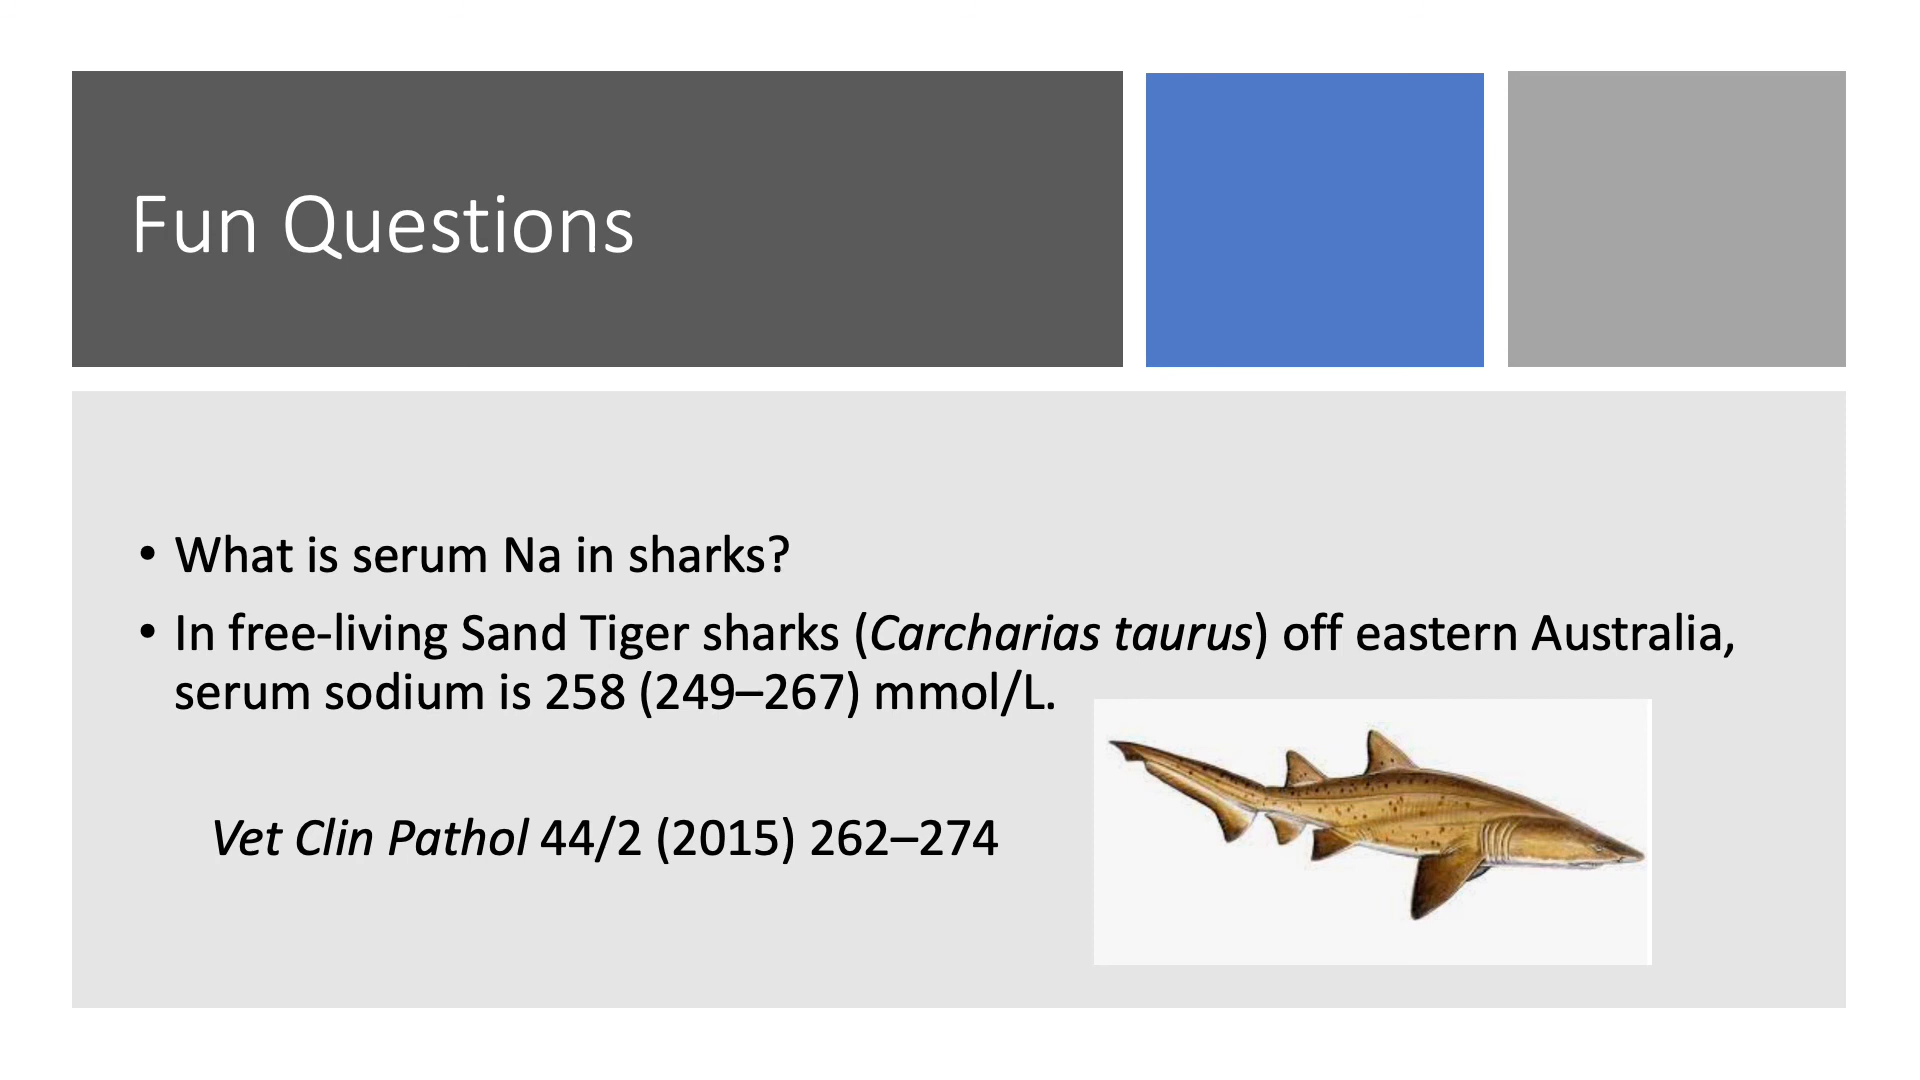 Fun Questions
• What is serum Na in sharks?
• In free-living Sand Tiger sharks (Carcharias taurus) off eastern Australia,
serum sodium is 258 (249–267) mmol/L.
Vet Clin Pathol 44/2 (2015) 262–274